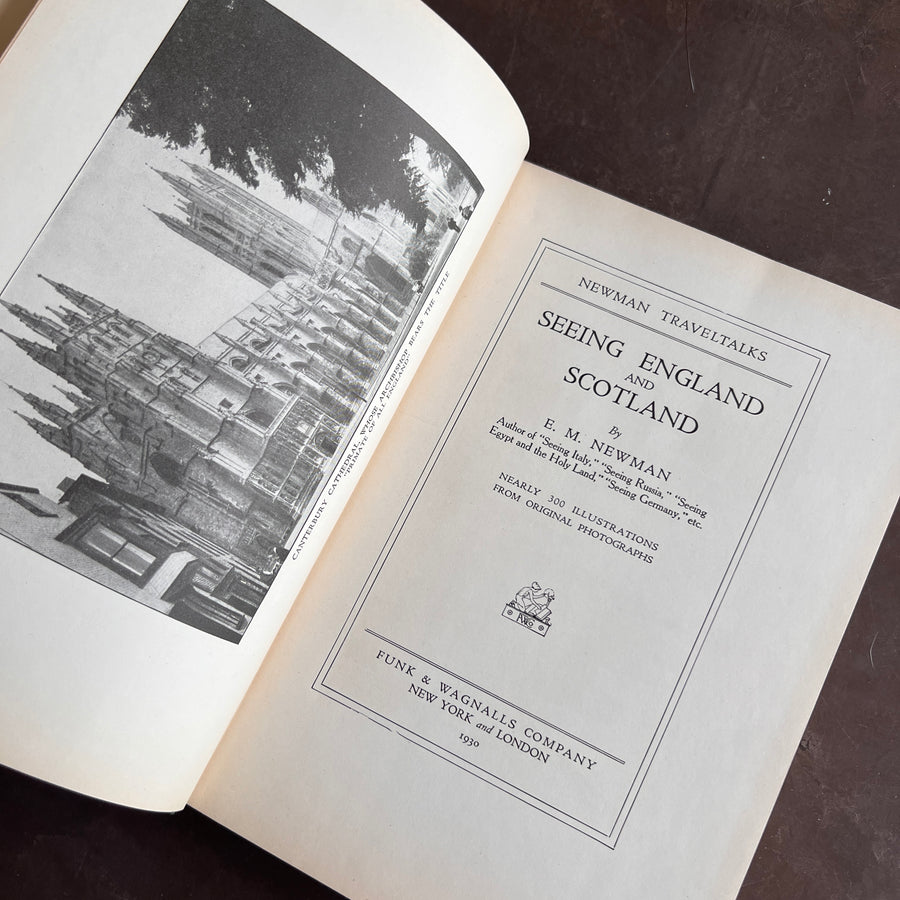 CANTERBURY CATHEDRAL, WHOSE ARCHBISHOP BEARS THE TITLE
"PRIMATE OF ALL ENGLAND"
NEWMAN TRAVELTALKS
SEEING ENGLAND
AND
SCOTLAND
By
E. M. NEWMAN
Author of "Seeing Italy," "Seeing Russia," "Seeing
Egypt and the Holy Land," "Seeing Germany," etc.
NEARLY 300 ILLUSTRATIONS
FROM ORIGINAL PHOTOGRAPHS
FUNK & WAGNALLS COMPANY
NEW YORK and LONDON
1930